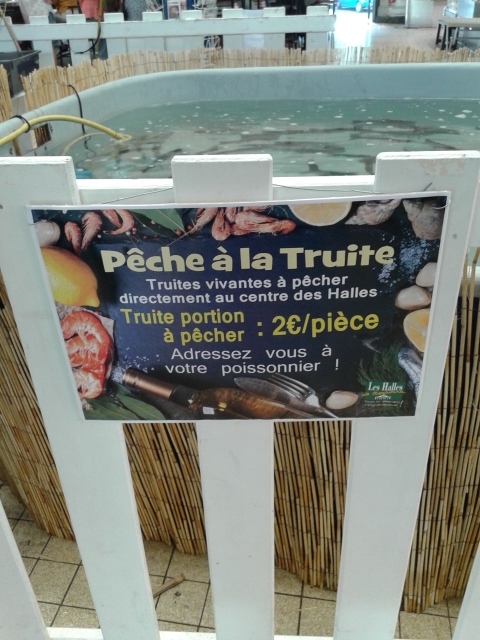 Pêche à la Truite
Truites vivantes à pêcher
directement au centre des Halles
Truite portion
à pêcher : 2€/pièce
Adressez vous à
votre poissonnier !
Les Halles